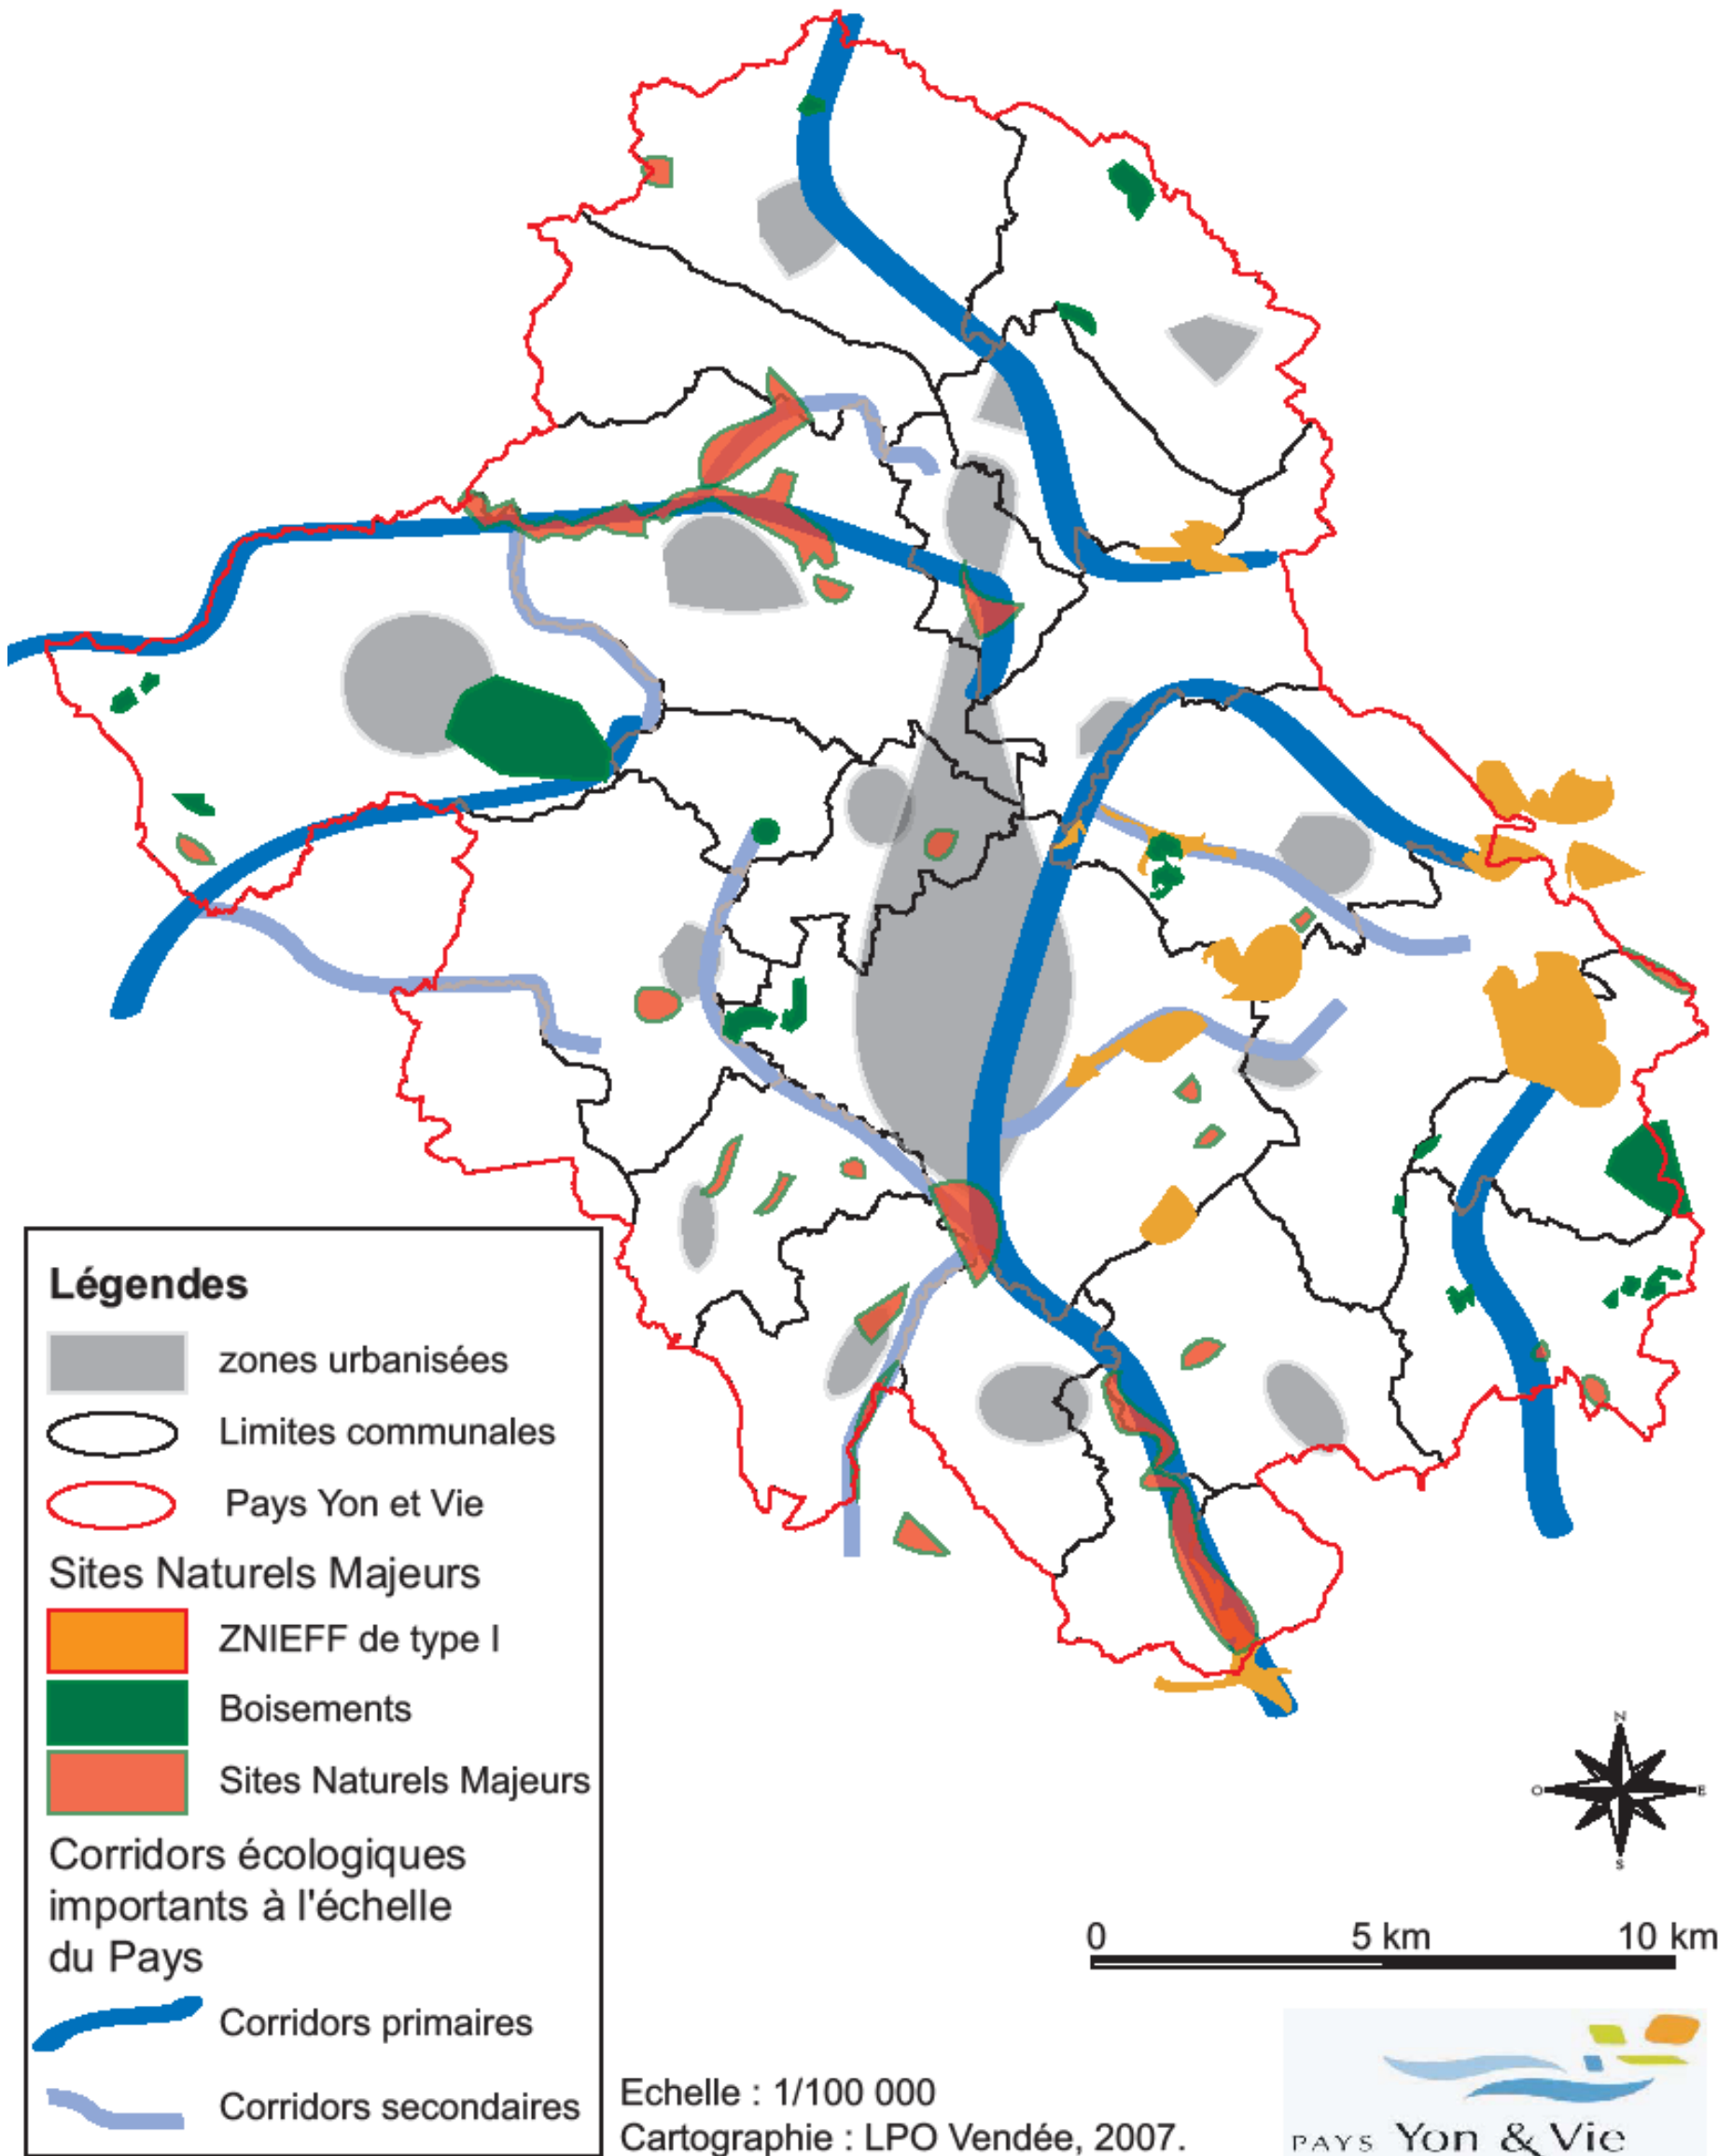 Légendes
zones urbanisées
Limites communales
Pays Yon et Vie
Sites Naturels Majeurs
ZNIEFF de type I
Boisements
Sites Naturels Majeurs
Corridors écologiques
importants à l'échelle
du Pays
Corridors primaires
Corridors secondaires
N
O
E
S
0 5 km 10 km
Echelle : 1/100 000
Cartographie : LPO Vendée, 2007.
PAYS Yon & Vie